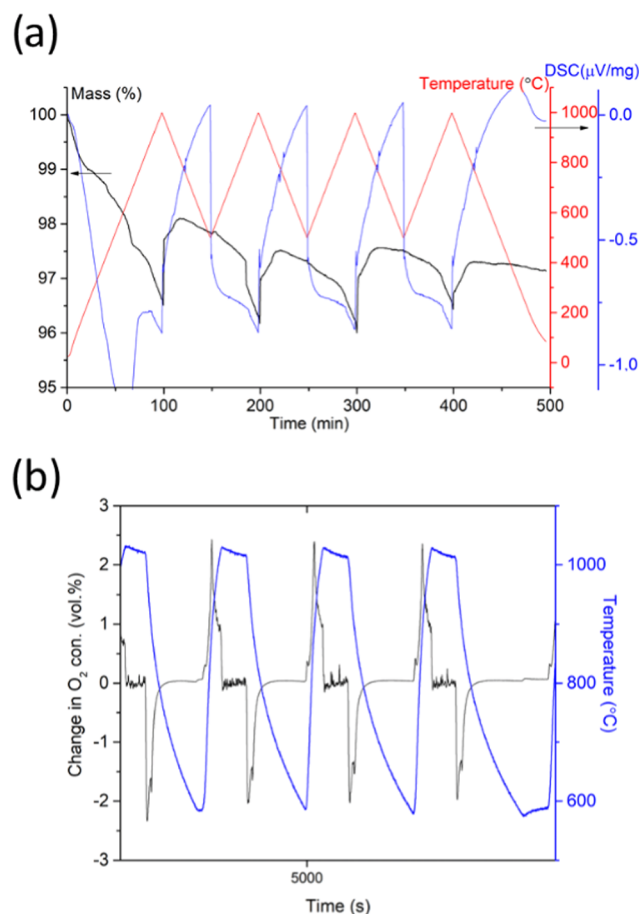 (a)
DSC(μV/mg)
Mass (%)
Temperature (°C)
100
99
98
97
96
95
1000
800
600
400
200
0
0.0
-0.5
-1.0
0 100 200 300 400 500
Time (min)
(b)
Change in O2 con. (vol.%)
3
2
1
0
-1
-2
-3
1000
800
600
Temperature (°C)
5000
Time (s)